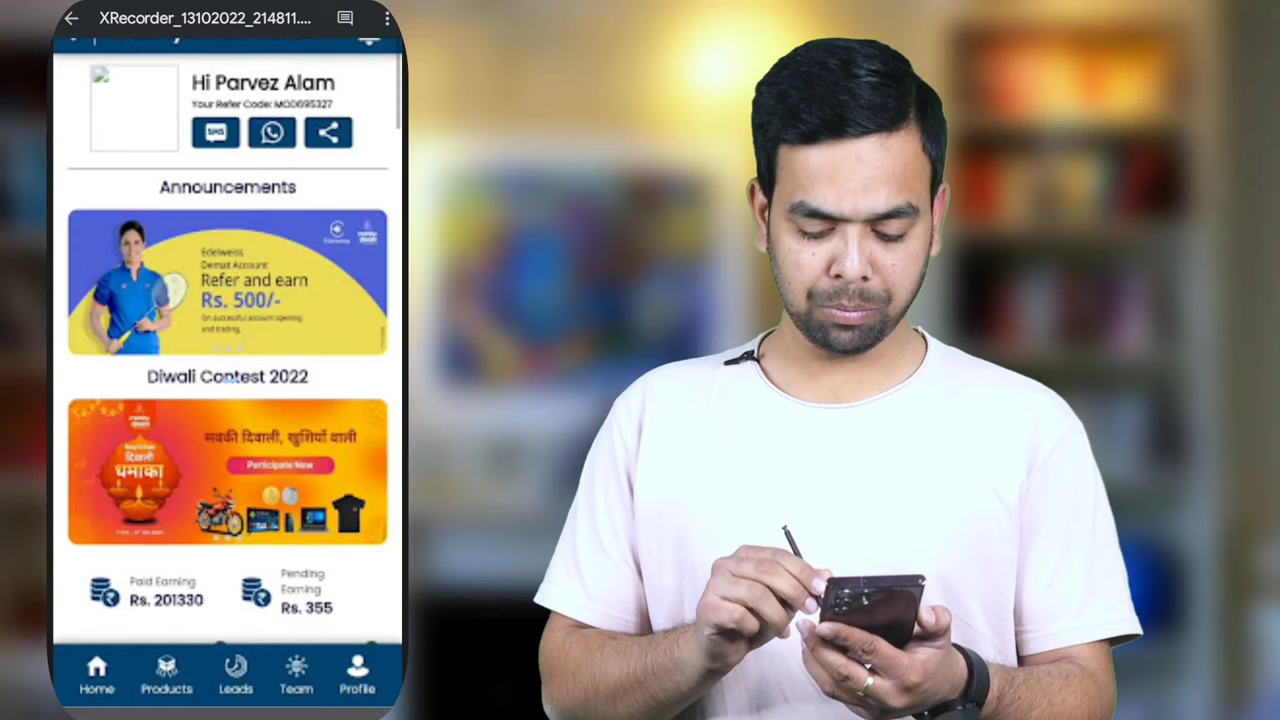 XRecorder_13102022_214811....
Hi Parvez Alam
Your Refer Code: MO0695327
SMS
Announcements
Edelweiss
Demat Account
Refer and earn
Rs. 500/-
On successful account opening
and trading.
Diwali Contest 2022
दिवाली
धमाका
सबकी दिवाली, खुशियाँ वाली
Participate Now
Paid Earning
Rs. 201330
Pending
Earning
Rs. 355
Home
Products
Leads
Team
Profile